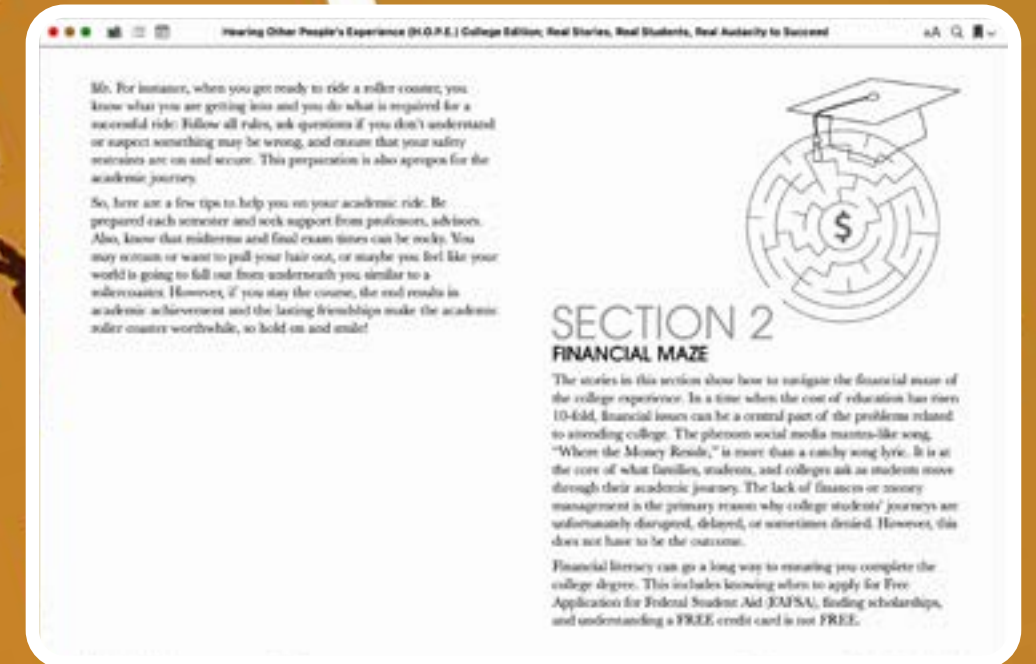 Hearing Other People's Experience (H.O.P.E.) College Edition; Real Stories, Real Students, Real Audacity to Succeed
AA
life. For instance, when you get ready to ride a roller coaster, you
know what you are getting into and you do what is required for a
successful ride: Follow all rules, ask questions if you don't understand
or suspect something may be wrong, and ensure that your safety
restraints are on and secure. This preparation is also apropos for the
academic journey.
So, here are a few tips to help you on your academic ride. Be
prepared each semester and seek support from professors, advisors.
Also, know that midterms and final exam times can be rocky. You
may scream or want to pull your hair out, or maybe you feel like your
world is going to fall out from underneath you similar to a
rollercoaster. However, if you stay the course, the end results in
academic achievement and the lasting friendships make the academic
roller coaster worthwhile, so hold on and smile!
$
SECTION 2
FINANCIAL MAZE
The stories in this section show how to navigate the financial maze of
the college experience. In a time when the cost of education has risen
10-fold, financial issues can be a central part of the problems related
to attending college. The phenom social media mantra-like song,
"Where the Money Reside," is more than a catchy song lyric. It is at
the core of what families, students, and colleges ask as students move
through their academic journey. The lack of finances or money
management is the primary reason why college students' journeys are
unfortunately disrupted, delayed, or sometimes denied. However, this
does not have to be the outcome.
Financial literacy can go a long way to ensuring you complete the
college degree. This includes knowing when to apply for Free
Application for Federal Student Aid (FAFSA), finding scholarships,
and understanding a FREE credit card is not FREE.